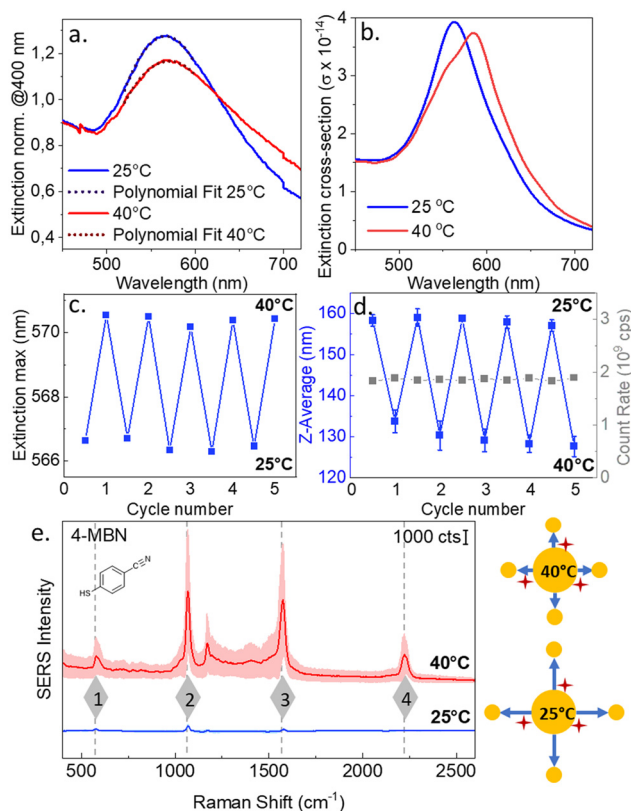 a.
Extinction norm. @400 nm
1,2
1,0
0,8
0,6
0,4
25°C
Polynomial Fit 25°C
40°C
Polynomial Fit 40°C
500 600 700
Wavelength (nm)
b.
Extinction cross-section (σ x 10⁻¹⁴)
4
3
2
1
0
25 °C
40 °C
500 600 700
Wavelength (nm)
c.
40°C
Extinction max (nm)
570
568
566
25°C
0 1 2 3 4 5
Cycle number
d.
25°C
Z-Average (nm)
160
150
140
130
120
3
2
1
0
Count Rate (10⁹ cps)
40°C
0 1 2 3 4 5
Cycle number
e.
4-MBN
HS
C≡N
1000 cts
SERS Intensity
40°C
1
2
3
4
25°C
500 1000 1500 2000 2500
Raman Shift (cm⁻¹)
40°C
25°C